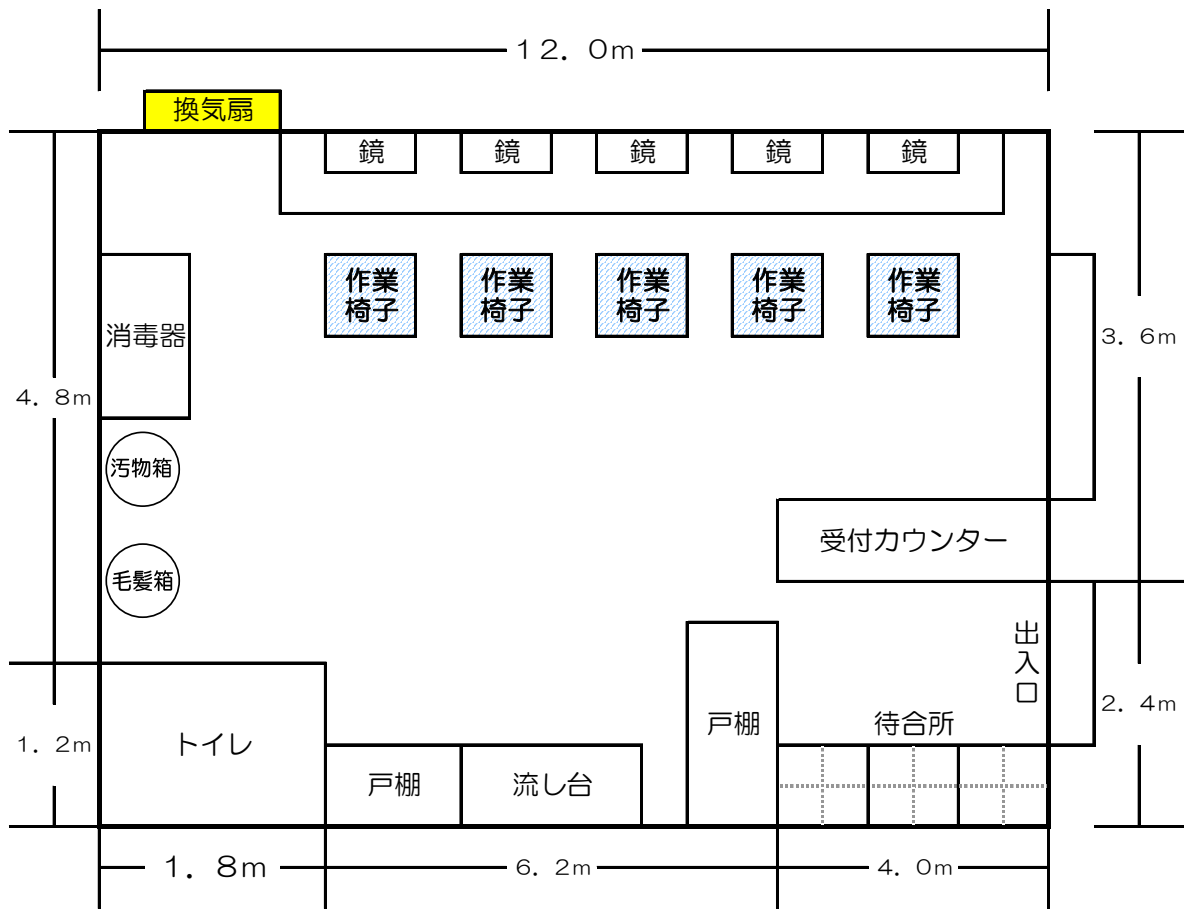 12．0m
換気扇
鏡
鏡
鏡
鏡
鏡
作業
椅子
作業
椅子
作業
椅子
作業
椅子
作業
椅子
消毒器
3．6m
4．8m
汚物箱
受付カウンター
毛髪箱
出入口
2．4m
待合所
戸棚
1．2m
トイレ
戸棚
流し台
1．8m
6．2m
4．0m